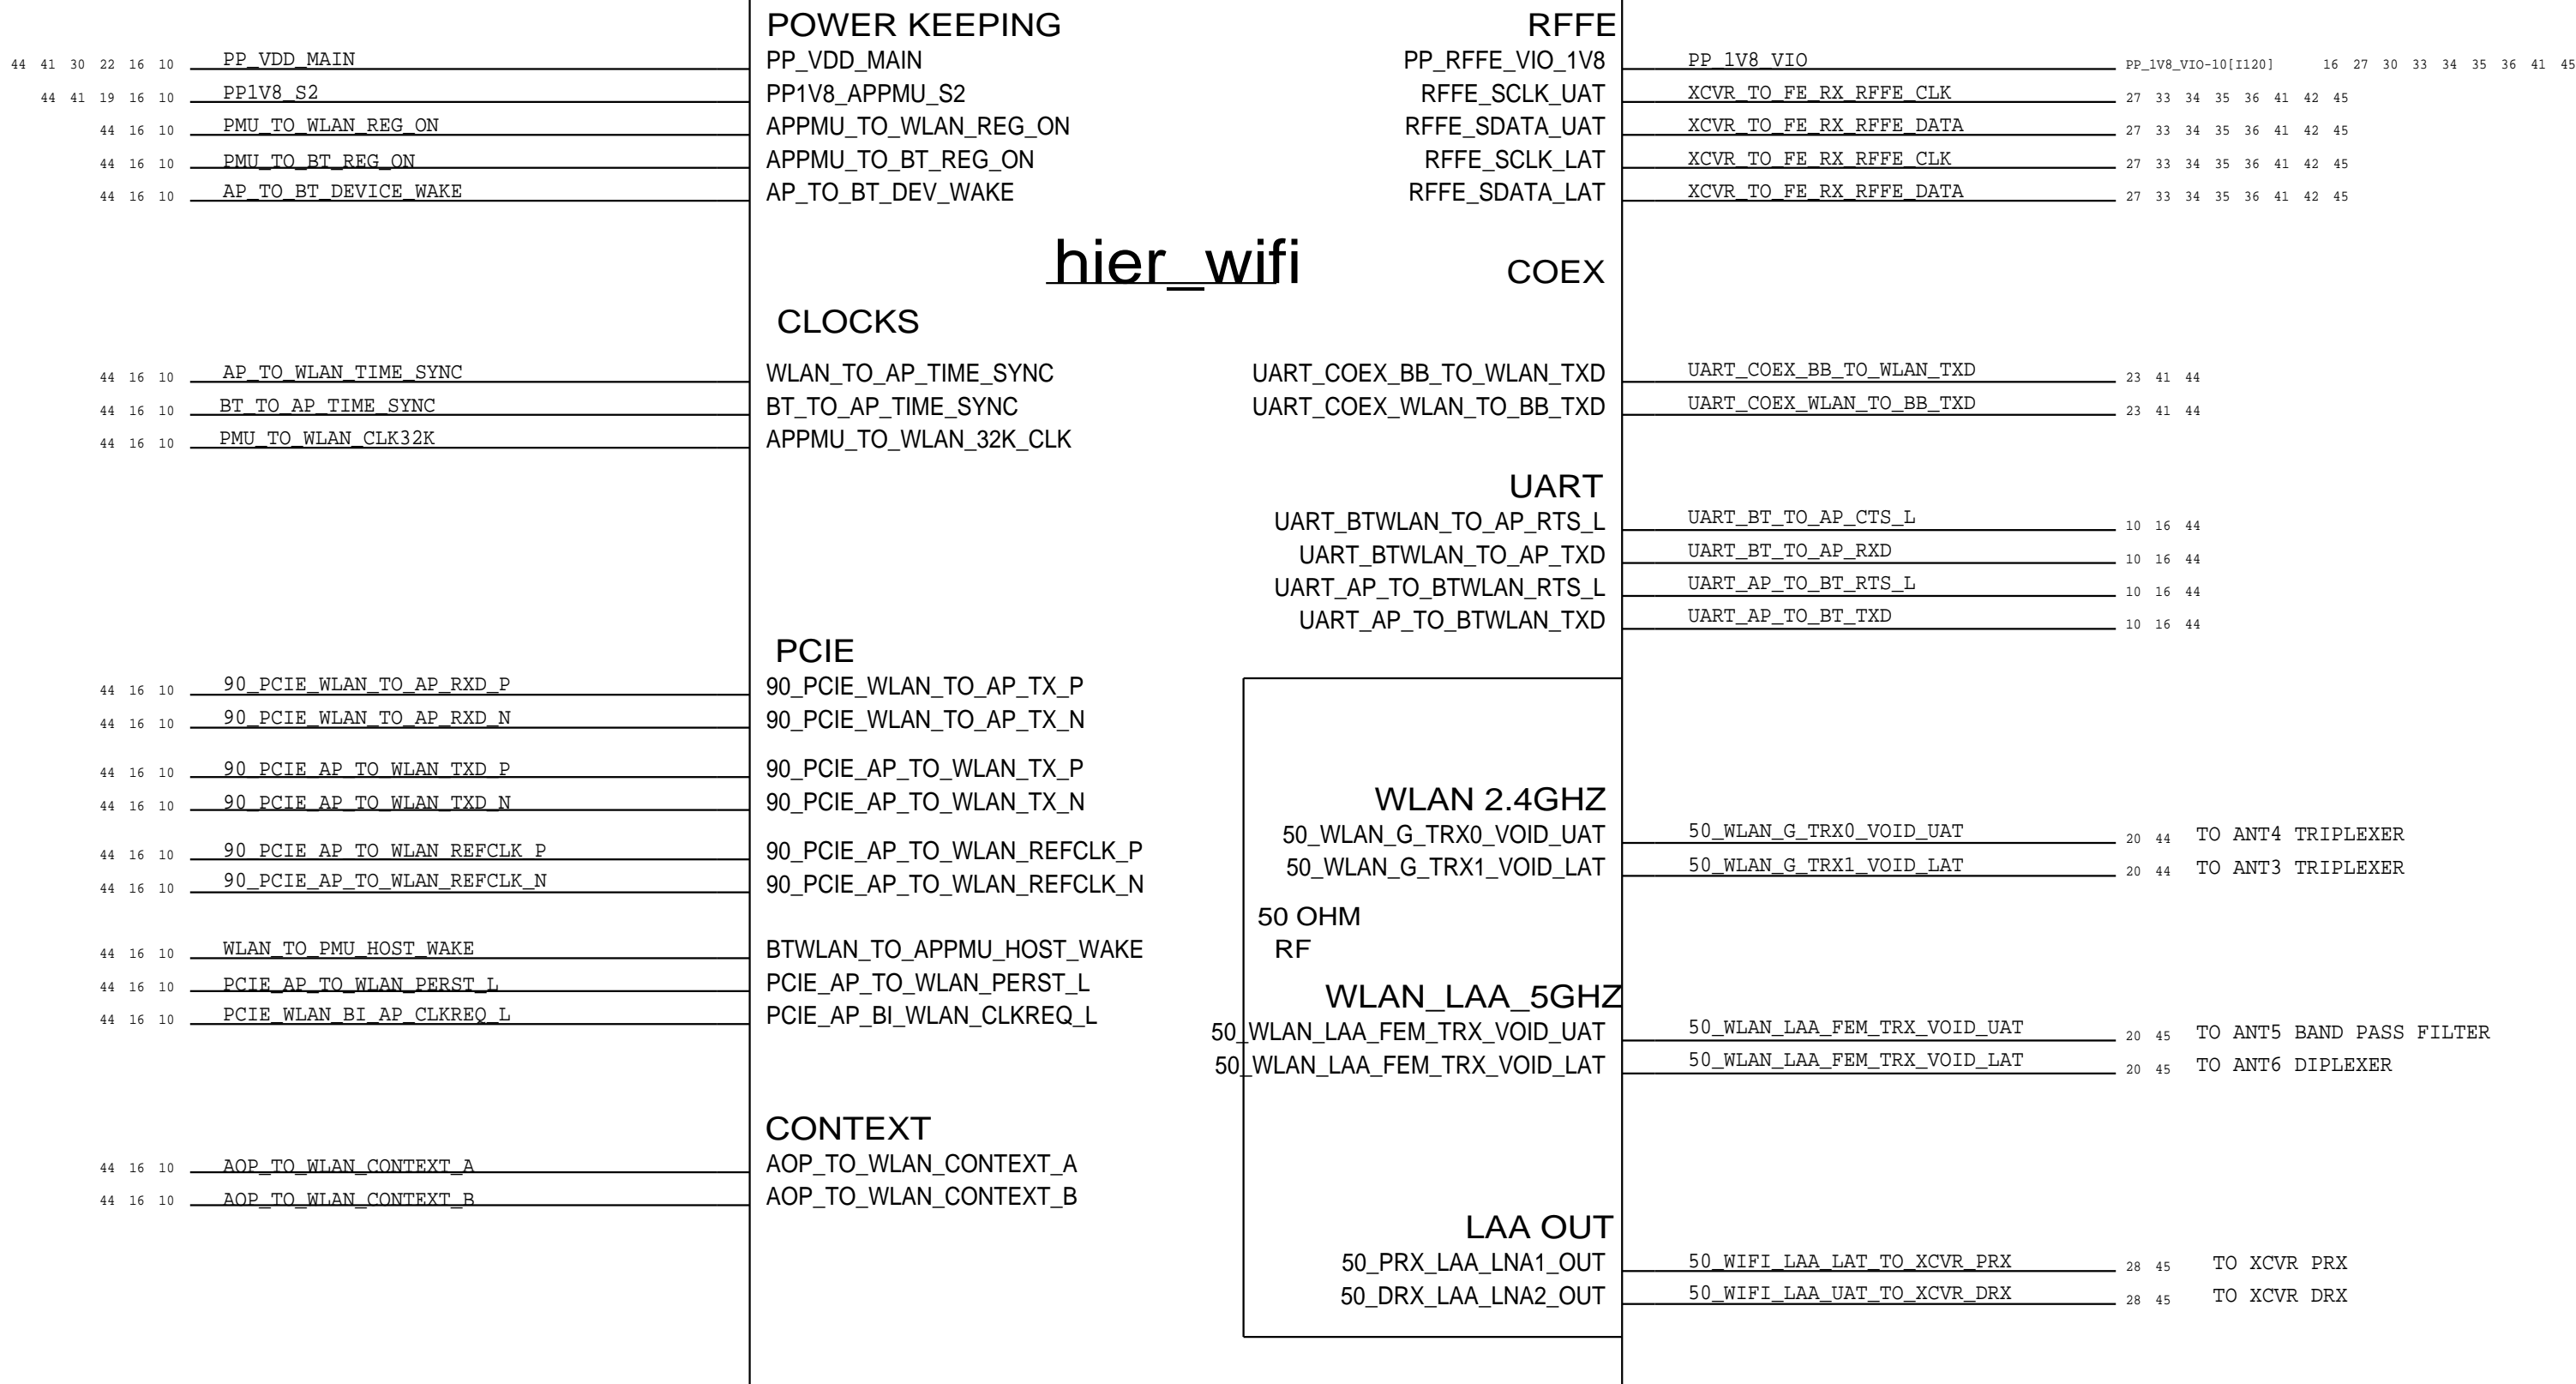 POWER KEEPING RFFE
44 41 30 22 16 10 PP_VDD_MAIN PP_VDD_MAIN PP_RFFE_VIO_1V8 PP_1V8_VIO PP_1V8_VIO-10[I120] 16 27 30 33 34 35 36 41 45
44 41 19 16 10 PP1V8_S2 PP1V8_APPMU_S2 RFFE_SCLK_UAT XCVR_TO_FE_RX_RFFE_CLK 27 33 34 35 36 41 42 45
44 16 10 PMU_TO_WLAN_REG_ON APPMU_TO_WLAN_REG_ON RFFE_SDATA_UAT XCVR_TO_FE_RX_RFFE_DATA 27 33 34 35 36 41 42 45
44 16 10 PMU_TO_BT_REG_ON APPMU_TO_BT_REG_ON RFFE_SCLK_LAT XCVR_TO_FE_RX_RFFE_CLK 27 33 34 35 36 41 42 45
44 16 10 AP_TO_BT_DEVICE_WAKE AP_TO_BT_DEV_WAKE RFFE_SDATA_LAT XCVR_TO_FE_RX_RFFE_DATA 27 33 34 35 36 41 42 45
hier_wifi COEX
CLOCKS
44 16 10 AP_TO_WLAN_TIME_SYNC WLAN_TO_AP_TIME_SYNC UART_COEX_BB_TO_WLAN_TXD UART_COEX_BB_TO_WLAN_TXD 23 41 44
44 16 10 BT_TO_AP_TIME_SYNC BT_TO_AP_TIME_SYNC UART_COEX_WLAN_TO_BB_TXD UART_COEX_WLAN_TO_BB_TXD 23 41 44
44 16 10 PMU_TO_WLAN_CLK32K APPMU_TO_WLAN_32K_CLK
UART
UART_BTWLAN_TO_AP_RTS_L UART_BT_TO_AP_CTS_L 10 16 44
UART_BTWLAN_TO_AP_TXD UART_BT_TO_AP_RXD 10 16 44
UART_AP_TO_BTWLAN_RTS_L UART_AP_TO_BT_RTS_L 10 16 44
UART_AP_TO_BTWLAN_TXD UART_AP_TO_BT_TXD 10 16 44
PCIE
44 16 10 90_PCIE_WLAN_TO_AP_RXD_P 90_PCIE_WLAN_TO_AP_TX_P
44 16 10 90_PCIE_WLAN_TO_AP_RXD_N 90_PCIE_WLAN_TO_AP_TX_N
44 16 10 90_PCIE_AP_TO_WLAN_TXD_P 90_PCIE_AP_TO_WLAN_TX_P
44 16 10 90_PCIE_AP_TO_WLAN_TXD_N 90_PCIE_AP_TO_WLAN_TX_N WLAN 2.4GHZ
50_WLAN_G_TRX0_VOID_UAT 50_WLAN_G_TRX0_VOID_UAT 20 44 TO ANT4 TRIPLEXER
44 16 10 90_PCIE_AP_TO_WLAN_REFCLK_P 90_PCIE_AP_TO_WLAN_REFCLK_P
50_WLAN_G_TRX1_VOID_LAT 50_WLAN_G_TRX1_VOID_LAT 20 44 TO ANT3 TRIPLEXER
44 16 10 90_PCIE_AP_TO_WLAN_REFCLK_N 90_PCIE_AP_TO_WLAN_REFCLK_N
50 OHM
44 16 10 WLAN_TO_PMU_HOST_WAKE BTWLAN_TO_APPMU_HOST_WAKE RF
44 16 10 PCIE_AP_TO_WLAN_PERST_L PCIE_AP_TO_WLAN_PERST_L WLAN_LAA_5GHZ
44 16 10 PCIE_WLAN_BI_AP_CLKREQ_L PCIE_AP_BI_WLAN_CLKREQ_L
50_WLAN_LAA_FEM_TRX_VOID_UAT 50_WLAN_LAA_FEM_TRX_VOID_UAT 20 45 TO ANT5 BAND PASS FILTER
50_WLAN_LAA_FEM_TRX_VOID_LAT 50_WLAN_LAA_FEM_TRX_VOID_LAT 20 45 TO ANT6 DIPLEXER
CONTEXT
44 16 10 AOP_TO_WLAN_CONTEXT_A AOP_TO_WLAN_CONTEXT_A
44 16 10 AOP_TO_WLAN_CONTEXT_B AOP_TO_WLAN_CONTEXT_B
LAA OUT
50_PRX_LAA_LNA1_OUT 50_WIFI_LAA_LAT_TO_XCVR_PRX 28 45 TO XCVR PRX
50_DRX_LAA_LNA2_OUT 50_WIFI_LAA_UAT_TO_XCVR_DRX 28 45 TO XCVR DRX